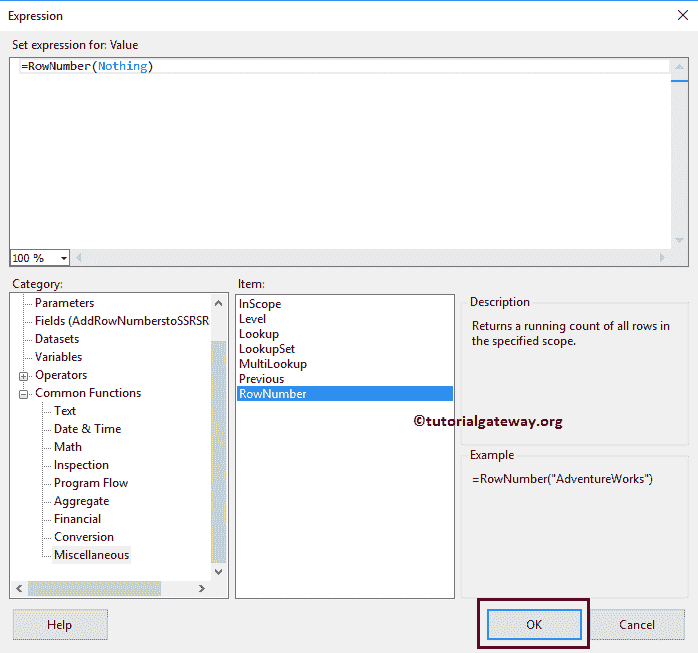 Expression
Set expression for: Value
=RowNumber(Nothing)
100 %
Category:
Parameters
Fields (AddRowNumberstoSSRSR
Datasets
Variables
Operators
Common Functions
Text
Date & Time
Math
Inspection
Program Flow
Aggregate
Financial
Conversion
Miscellaneous
Item:
InScope
Level
Lookup
LookupSet
MultiLookup
Previous
RowNumber
Description
Returns a running count of all rows in
the specified scope.
©tutorialgateway.org
Example
=RowNumber("AdventureWorks")
Help
OK
Cancel